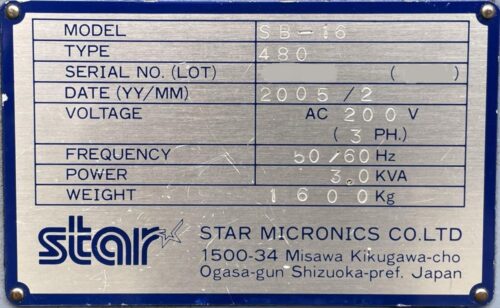 MODEL SB-16
TYPE 480
SERIAL NO. (LOT) ( )
DATE (YY/MM) 2005/2
VOLTAGE AC 200 V
(3 PH.)
FREQUENCY 50/60 Hz
POWER 3.0 KVA
WEIGHT 1600 Kg
star STAR MICRONICS CO.LTD
1500-34 Misawa Kikugawa-cho
Ogasa-gun Shizuoka-pref. Japan